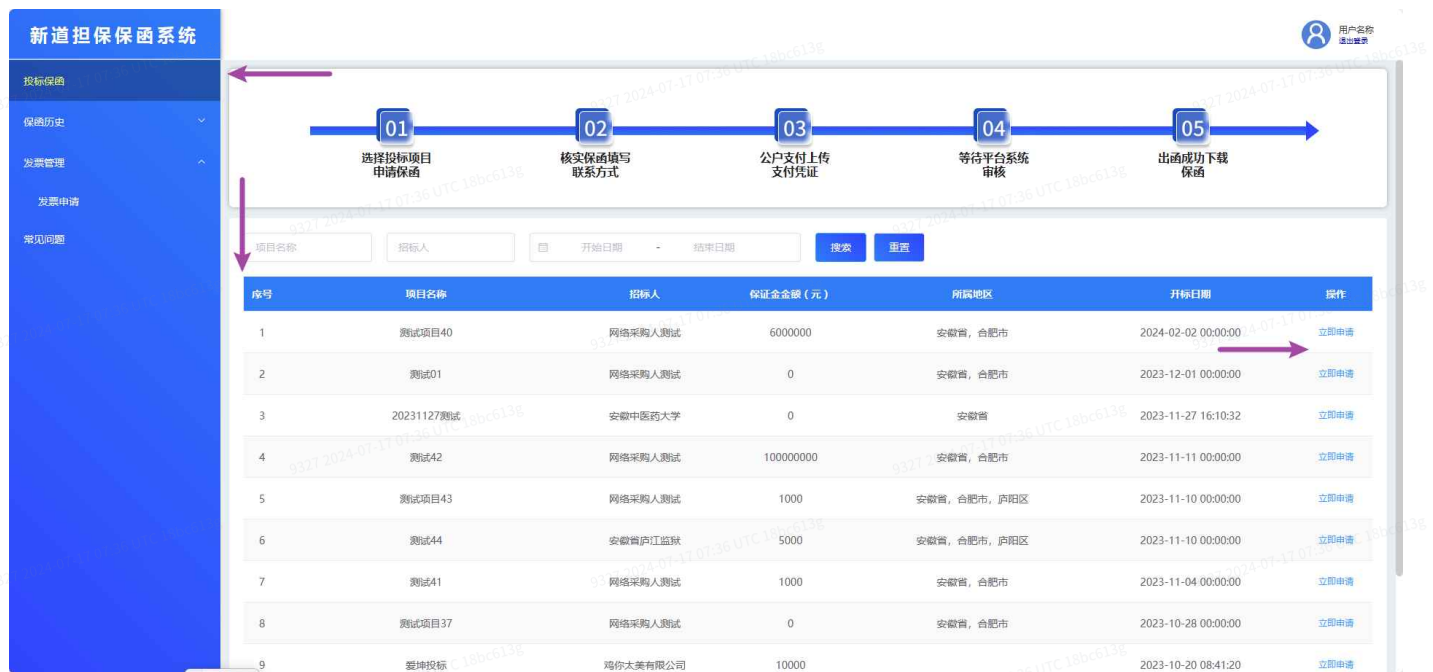 新道担保保函系统
用户名称
退出登录
投标保函
保函历史
发票管理
发票申请
常见问题
01 02 03 04 05
选择投标项目 核实保函填写 公户支付上传 等待平台系统 出函成功下载
申请保函 联系方式 支付凭证 审核 保函
项目名称 招标人 开始日期 - 结束日期 搜索 重置
序号 项目名称 招标人 保证金金额（元） 所属地区 开标日期 操作
1 测试项目40 网络采购人测试 6000000 安徽省，合肥市 2024-02-02 00:00:00 立即申请
2 测试01 网络采购人测试 0 安徽省，合肥市 2023-12-01 00:00:00 立即申请
3 20231127测试 安徽中医药大学 0 安徽省 2023-11-27 16:10:32 立即申请
4 测试42 网络采购人测试 100000000 安徽省，合肥市 2023-11-11 00:00:00 立即申请
5 测试项目43 网络采购人测试 1000 安徽省，合肥市，庐阳区 2023-11-10 00:00:00 立即申请
6 测试44 安徽省庐江监狱 5000 安徽省，合肥市，庐阳区 2023-11-10 00:00:00 立即申请
7 测试41 网络采购人测试 1000 安徽省，合肥市 2023-11-04 00:00:00 立即申请
8 测试项目37 网络采购人测试 0 安徽省，合肥市 2023-10-28 00:00:00 立即申请
9 爱坤投标 鸡你太美有限公司 10000 2023-10-20 08:41:20 立即申请
9327 2024-07-17 07:36 UTC 18bc613g